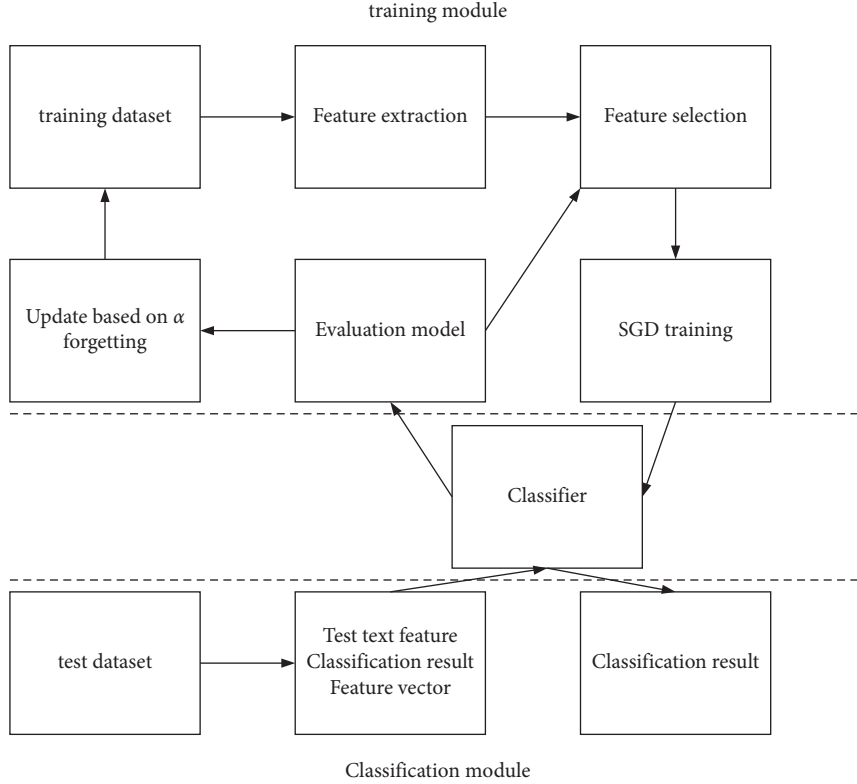 training module
training dataset
Feature extraction
Feature selection
Update based on α
forgetting
Evaluation model
SGD training
Classifier
test dataset
Test text feature
Classification result
Feature vector
Classification result
Classification module